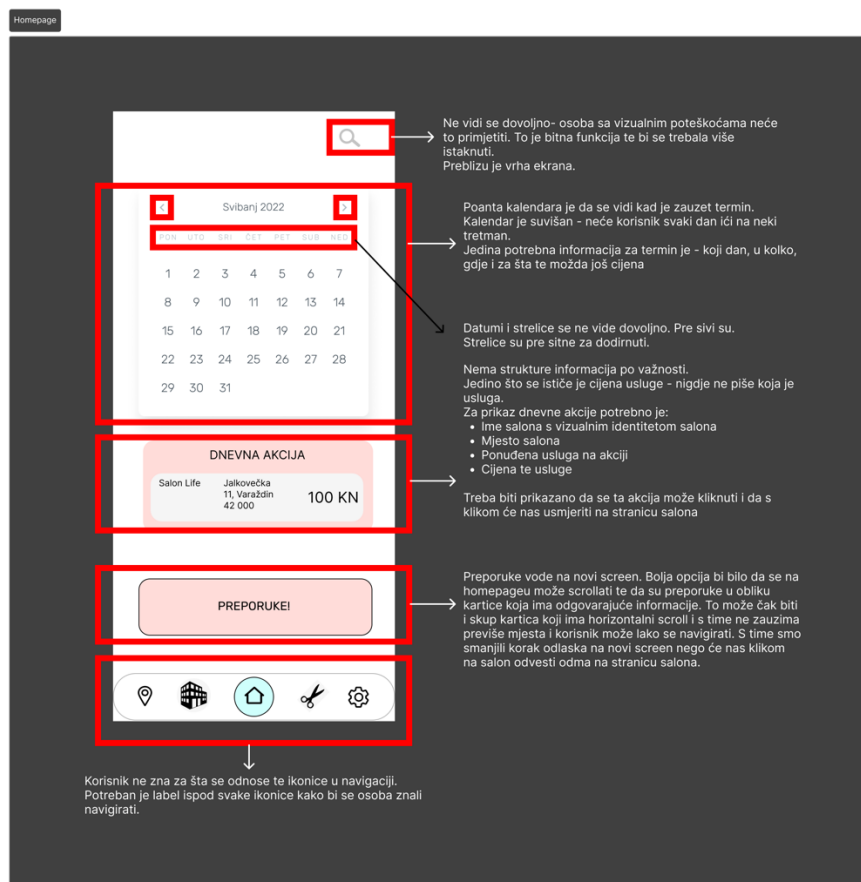 Homepage
Ne vidi se dovoljno- osoba sa vizualnim poteškoćama neće
to primjetiti. To je bitna funkcija te bi se trebala više
istaknuti.
Preblizu je vrha ekrana.
Svibanj 2022
PON UTO SRI ČET PET SUB NED
1 2 3 4 5 6 7
8 9 10 11 12 13 14
15 16 17 18 19 20 21
22 23 24 25 26 27 28
29 30 31
Poanta kalendara je da se vidi kad je zauzet termin.
Kalendar je suvišan - neće korisnik svaki dan ići na neki
tretman.
Jedina potrebna informacija za termin je - koji dan, u kolko,
gdje i za šta te možda još cijena
Datumi i strelice se ne vide dovoljno. Pre sivi su.
Strelice su pre sitne za dodirnuti.
Nema strukture informacija po važnosti.
Jedino što se ističe je cijena usluge - nigdje ne piše koja je
usluga.
Za prikaz dnevne akcije potrebno je:
• Ime salona s vizualnim identitetom salona
• Mjesto salona
• Ponuđena usluga na akciji
• Cijena te usluge
Treba biti prikazano da se ta akcija može kliknuti i da s
klikom će nas usmjeriti na stranicu salona
DNEVNA AKCIJA
Salon Life
Jalkovečka
11, Varaždin
42 000
100 KN
PREPORUKE!
Preporuke vode na novi screen. Bolja opcija bi bilo da se na
homepageu može scrollati te da su preporuke u obliku
kartice koja ima odgovarajuće informacije. To može čak biti
i skup kartica koji ima horizontalni scroll i s time ne zauzima
previše mjesta i korisnik može lako se navigirati. S time smo
smanjili korak odlaska na novi screen nego će nas klikom
na salon odvesti odma na stranicu salona.
Korisnik ne zna za šta se odnose te ikonice u navigaciji.
Potreban je label ispod svake ikonice kako bi se osoba znali
navigirati.